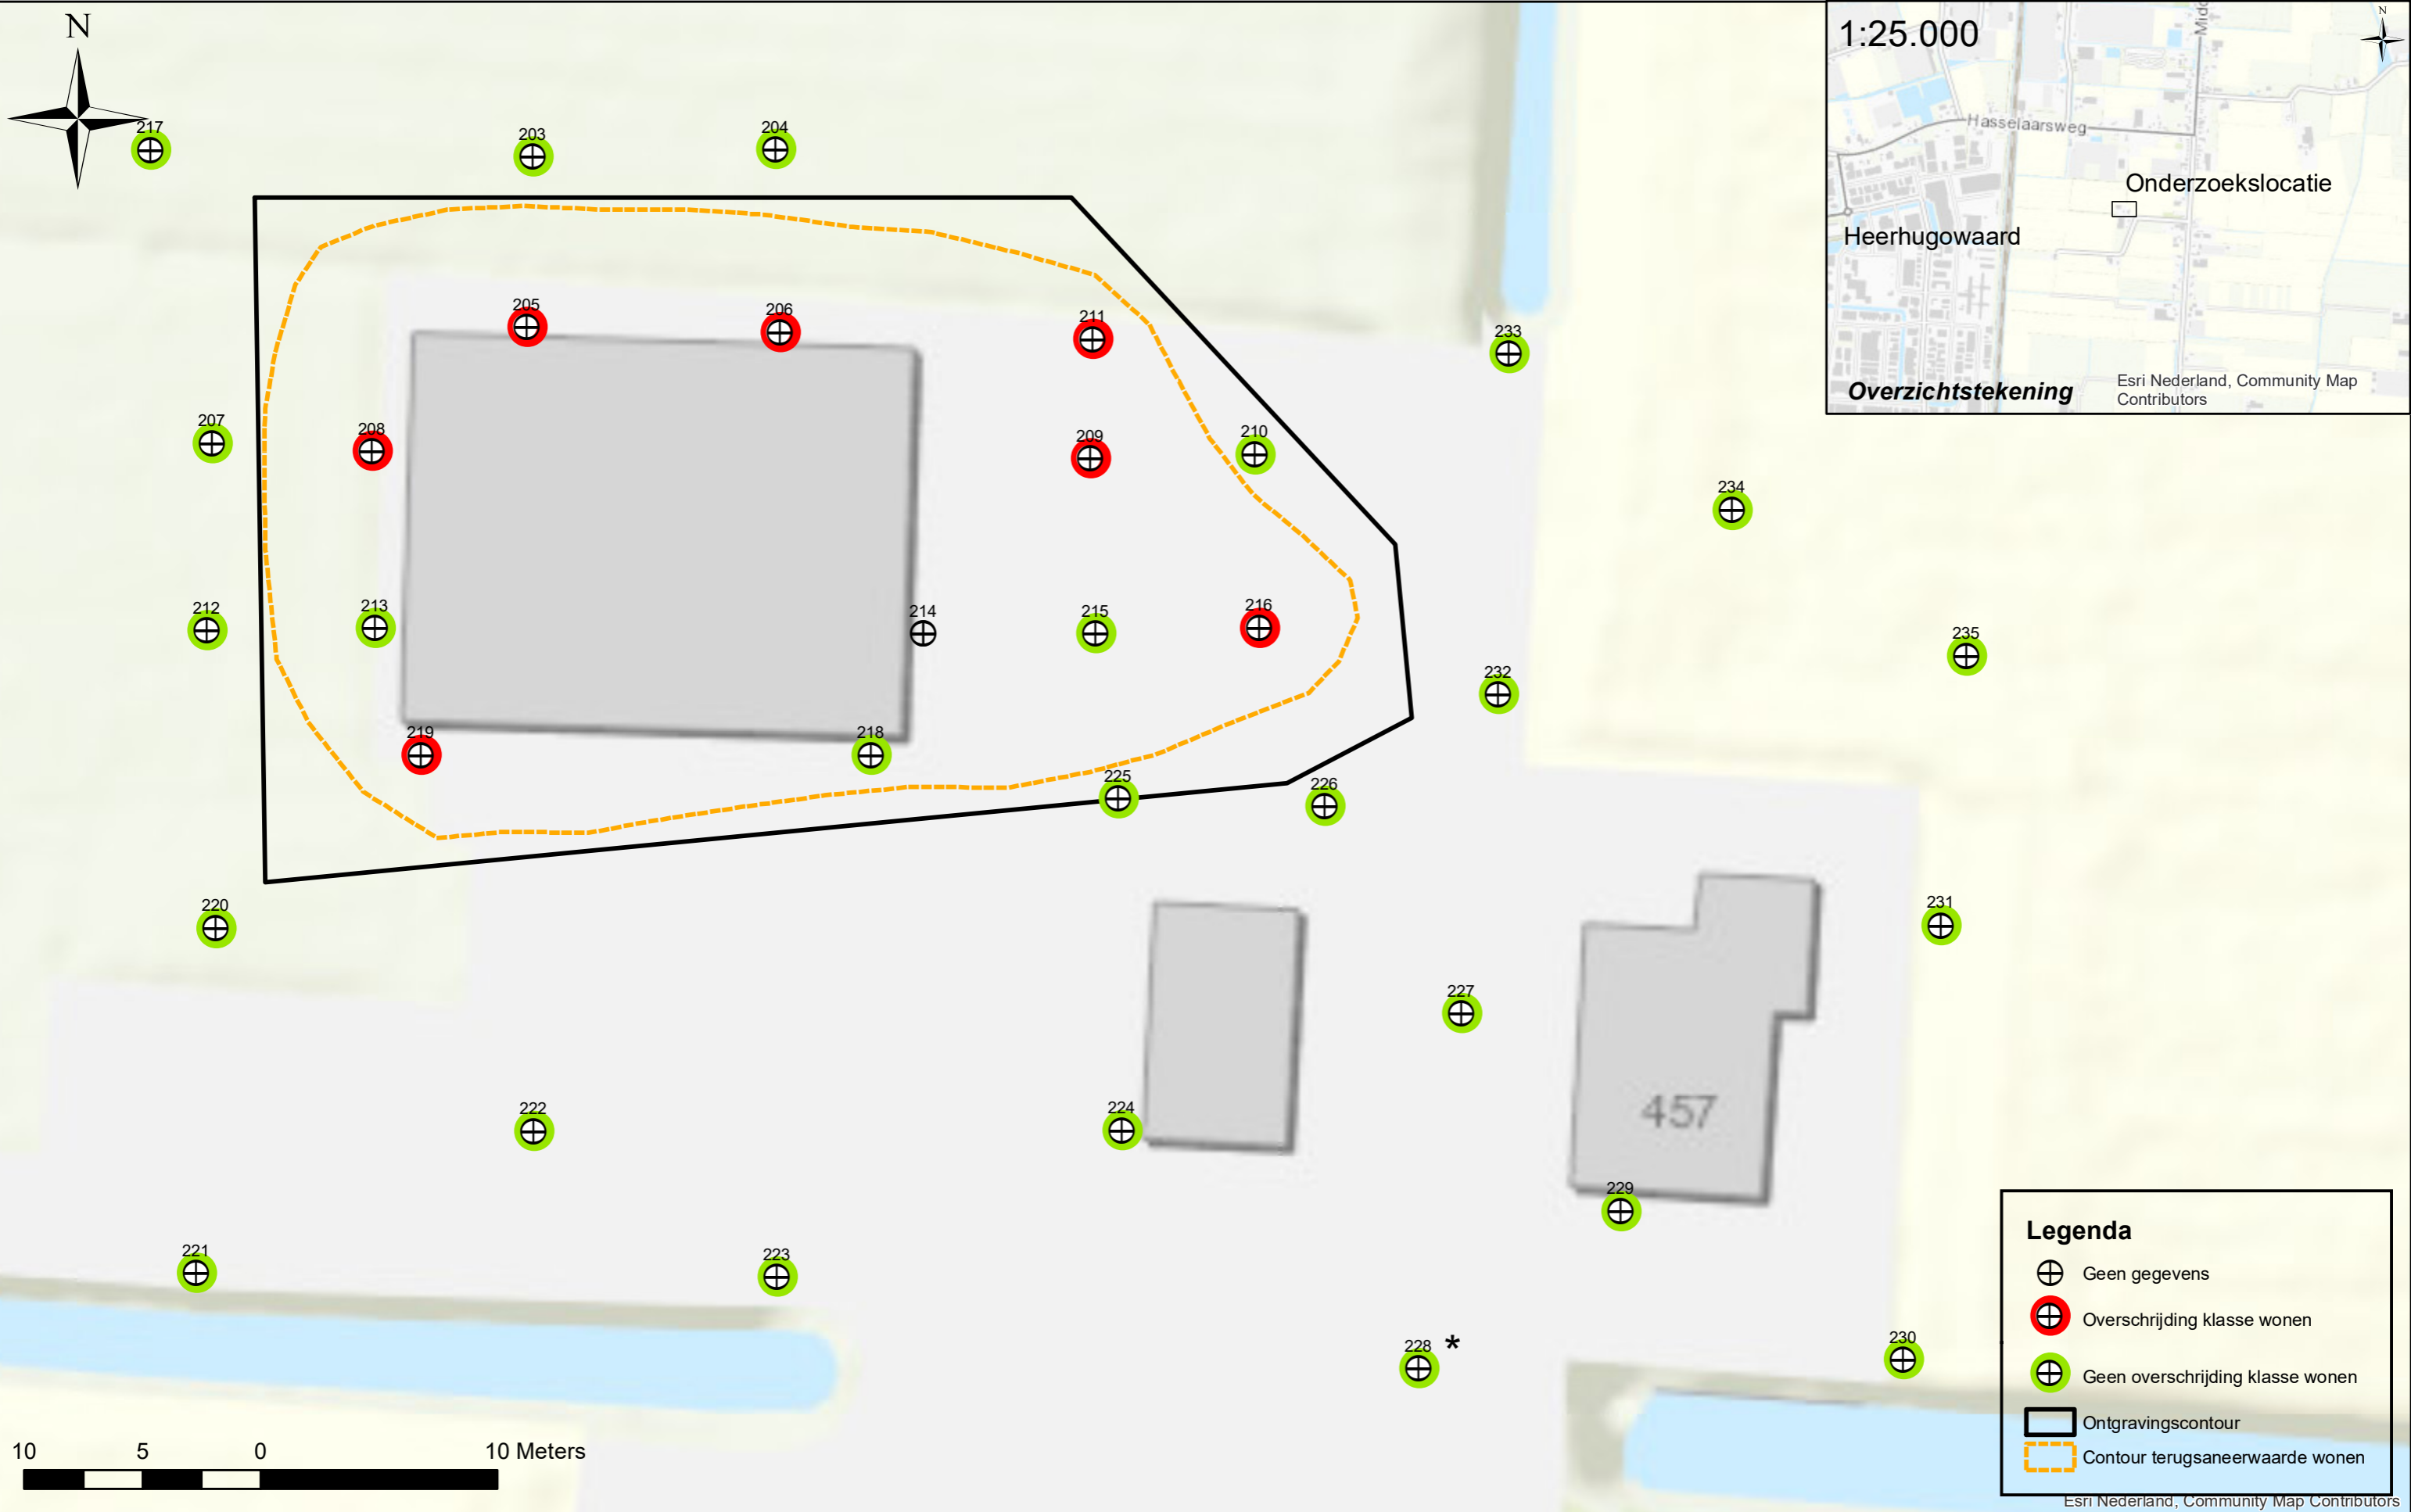 N
217
203
204
205
206
211
233
207
208
209
210
234
212
213
214
215
216
235
232
219
218
225
226
220
231
227
222
224
457
229
221
223
228 *
230
10 5 0 10 Meters
1:25.000
N
Hasselaarsweg
Onderzoekslocatie
Heerhugowaard
Overzichtstekening
Esri Nederland, Community Map
Contributors
Legenda
Geen gegevens
Overschrijding klasse wonen
Geen overschrijding klasse wonen
Ontgravingscontour
Contour terugsaneerwaarde wonen
Esri Nederland, Community Map Contributors